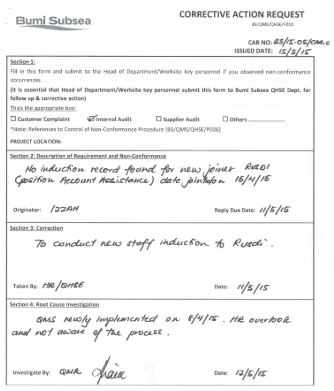 Bumi Subsea
CORRECTIVE ACTION REQUEST
BS/QMS/QHSE/F010
CAR NO: BS/15-05/CAR.0
ISSUED DATE: 15/5/15
Section 1:
Fill in this form and submit to the Head of Department/Worksite key personnel if you observed non-conformance
occurrences.
(It is essential that Head of Department/Worksite key personnel submit this form to Bumi Subsea QHSE Dept. for
follow up & corrective action)
Thick the appropriate box:
Customer Complaint Internal Audit Supplier Audit Others
*Note: References to Control of Non-Conformance Procedure [BS/QMS/QHSE/P006]
PROJECT LOCATION:
Section 2: Description of Requirement and Non-Conformance
No induction record found for new joiner Rusdi
(position Account Assistance) date joint on 15/4/15
Originator: IZZAH Reply Due Date: 11/5/15
Section 3: Correction
To conduct new staff induction to Rusdi.
Taken By: HR/QHSE Date: 11/5/15
Section 4: Root Cause Investigation
QMS newly implemented on 8/4/15. HR overlook
and not aware of the process.
Investigate By: QMR Date: 12/5/15